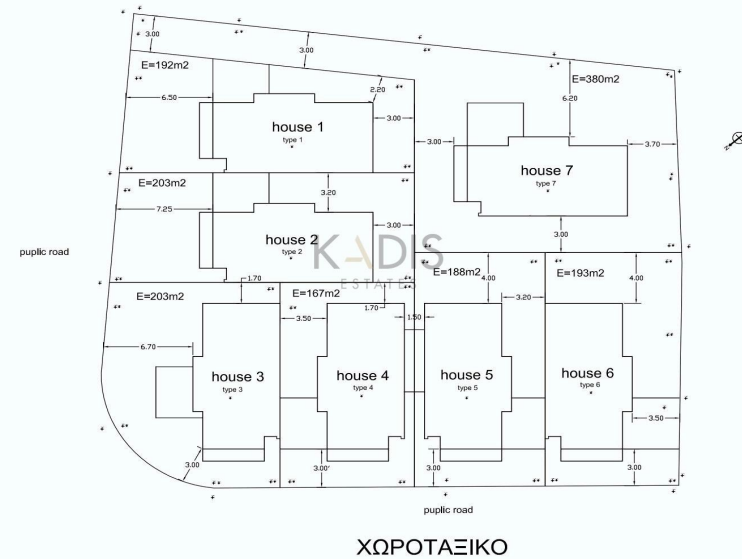 3.00
3.00
E=192m2
E=380m2
6.50
2.20
6.20
house 1
type 1
3.00
3.00
3.70
house 7
type 7
N
E=203m2
3.20
7.25
3.00
3.00
house 2
type 2
KADIS
ESTATES
puplic road
1.70
E=188m2
4.00
E=193m2
4.00
E=203m2
E=167m2
1.70
3.20
3.50
1.50
6.70
house 3
type 3
house 4
type 4
house 5
type 5
house 6
type 6
3.50
3.00
3.00'
3.00
3.00
puplic road
ΧΩΡΟΤΑΞΙΚΟ